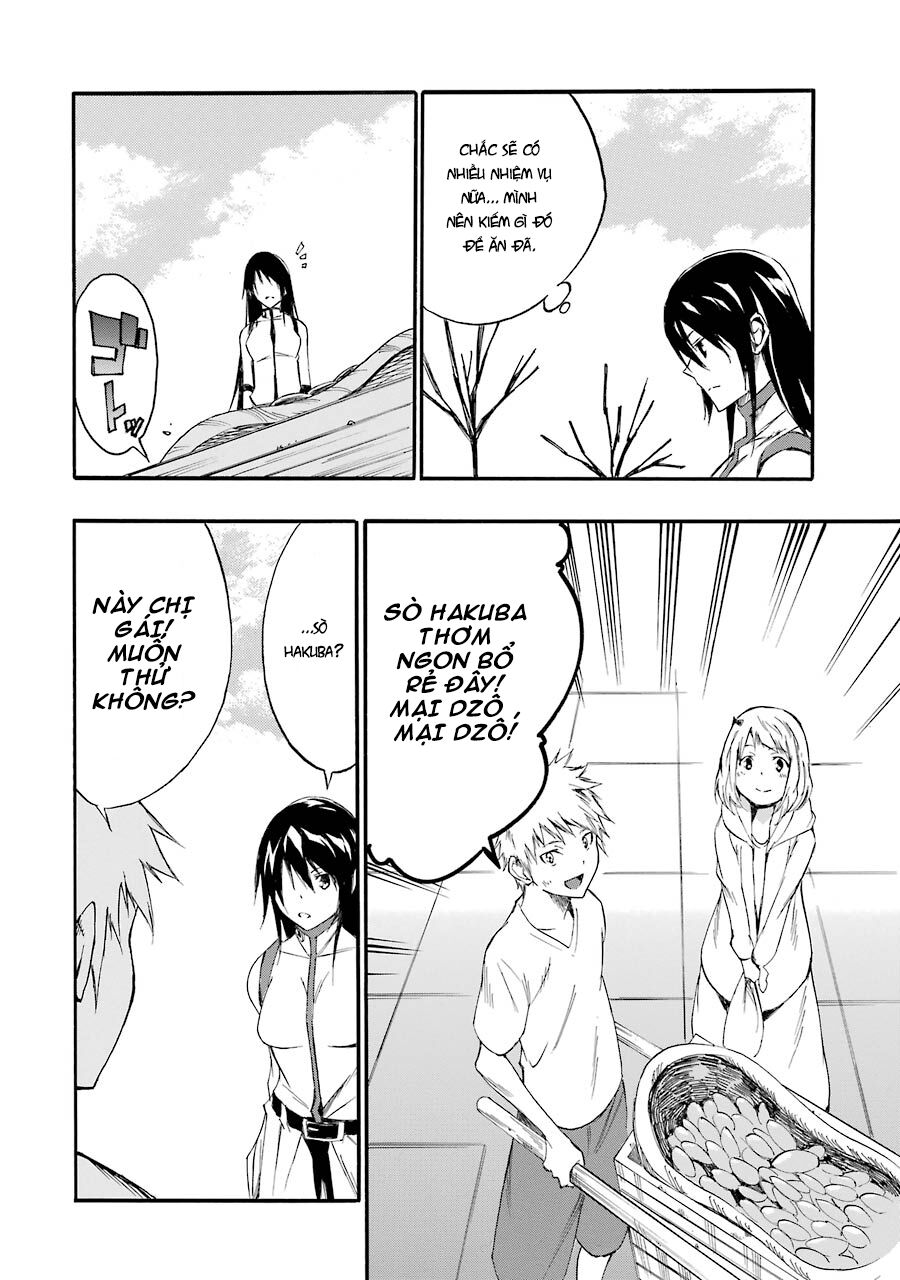 CHẮC SẼ CÓ
NHIỀU NHIỆM VỤ
NỮA... MÌNH
NÊN KIẾM GÌ ĐÓ
ĐỂ ĂN ĐÃ.
ゴトッ
SÒ HAKUBA
THƠM
NGON BỔ
RẺ ĐÂY!
MẠI DZÔ,
MẠI DZÔ!
...SÒ
HAKUBA?
NÀY CHỊ
GÁI!
MUỐN
THỬ
KHÔNG?